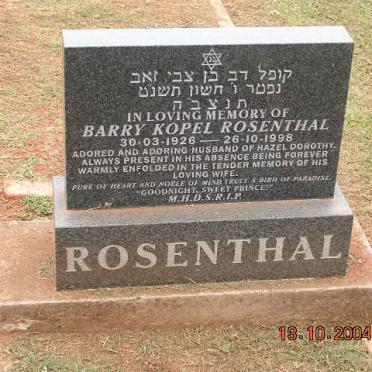 קופל דב בן צבי זאב
נפטר ו חשון תשנט
תנצבה
IN LOVING MEMORY OF
BARRY KOPEL ROSENTHAL
30-03-1926 - 26-10-1998
ADORED AND ADORING HUSBAND OF HAZEL DOROTHY.
ALWAYS PRESENT IN HIS ABSENCE BEING FOREVER
WARMLY ENFOLDED IN THE TENDER MEMORY OF HIS
LOVING WIFE.
PURE OF HEART AND NOBLE OF MIND TRULY A BIRD OF PARADISE.
"GOODNIGHT, SWEET PRINCE!"
M.H.D.S.R.I.P
ROSENTHAL
13.10.2004